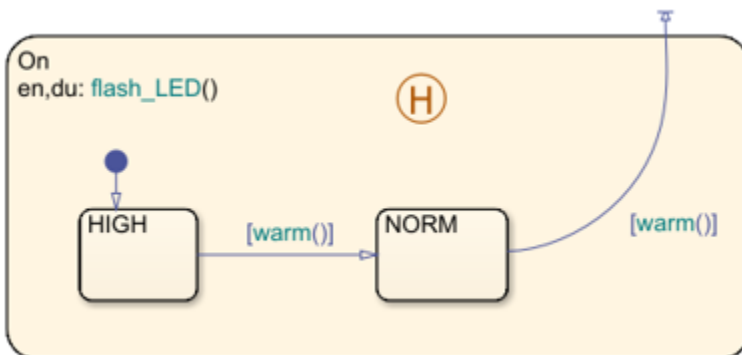 On
en,du: flash_LED()
H
HIGH
[warm()]
NORM
[warm()]